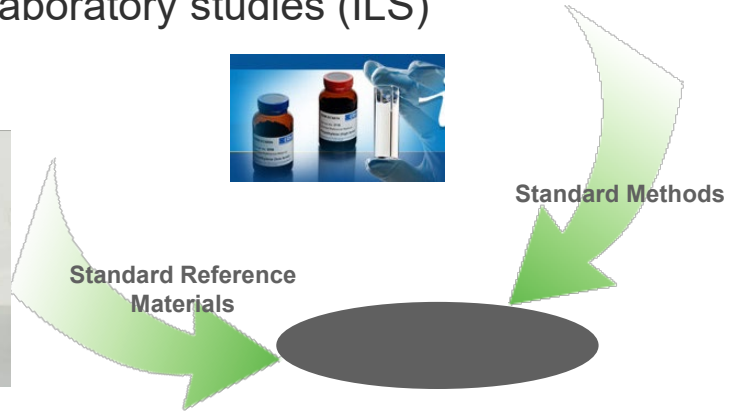 aboratory studies (ILS)
Standard Methods
Standard Reference
Materials